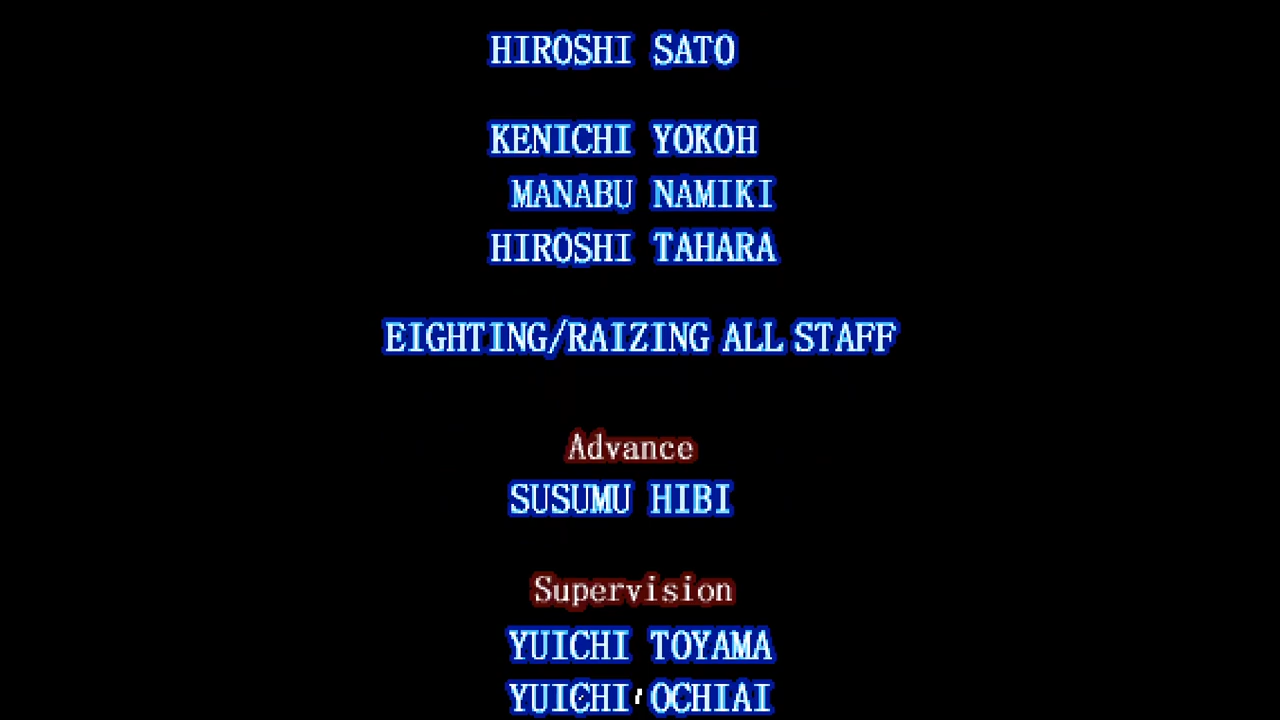 HIROSHI SATO
KENICHI YOKOH
MANABU NAMIKI
HIROSHI TAHARA
EIGHTING/RAIZING ALL STAFF
Advance
SUSUMU HIBI
Supervision
YUICHI TOYAMA
YUICHI OCHIAI